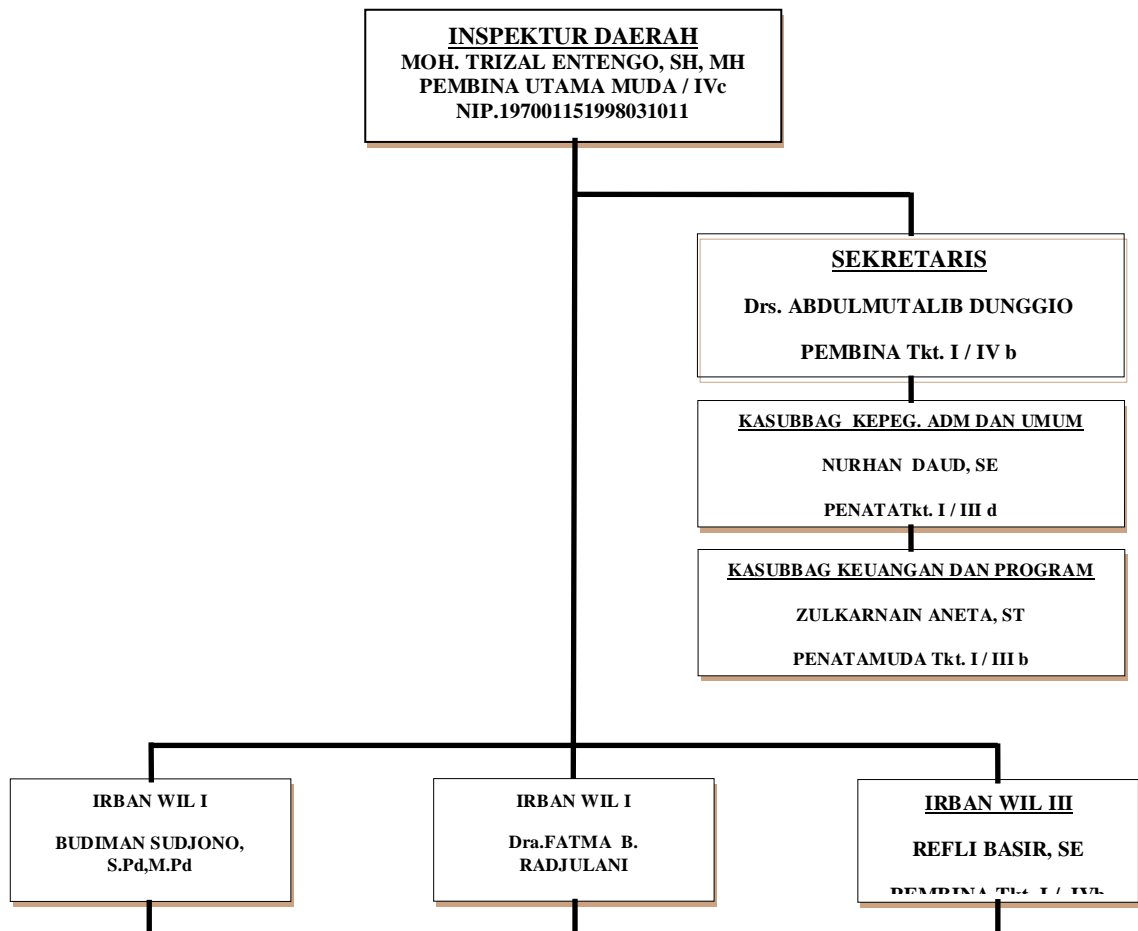 INSPEKTUR DAERAH
MOH. TRIZAL ENTENGO, SH, MH
PEMBINA UTAMA MUDA / IVc
NIP.197001151998031011
SEKRETARIS
Drs. ABDULMUTALIB DUNGGIO
PEMBINA Tkt. I / IV b
KASUBBAG KEPEG. ADM DAN UMUM
NURHAN DAUD, SE
PENATATkt. I / III d
KASUBBAG KEUANGAN DAN PROGRAM
ZULKARNAIN ANETA, ST
PENATAMUDA Tkt. I / III b
IRBAN WIL I
BUDIMAN SUDJONO,
S.Pd,M.Pd
IRBAN WIL I
Dra.FATMA B.
RADJULANI
IRBAN WIL III
REFLI BASIR, SE
PEMBINA Tkt. I / IVb